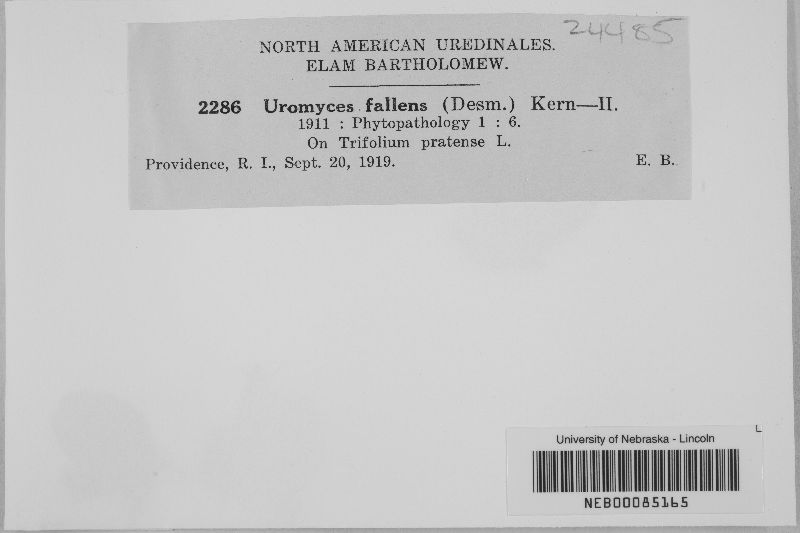 24485
NORTH AMERICAN UREDINALES.
ELAM BARTHOLOMEW.
2286 Uromyces fallens (Desm.) Kern—II.
1911 : Phytopathology 1 : 6.
On Trifolium pratense L.
Providence, R. I., Sept. 20, 1919. E. B.
L
University of Nebraska - Lincoln
NEB00085165